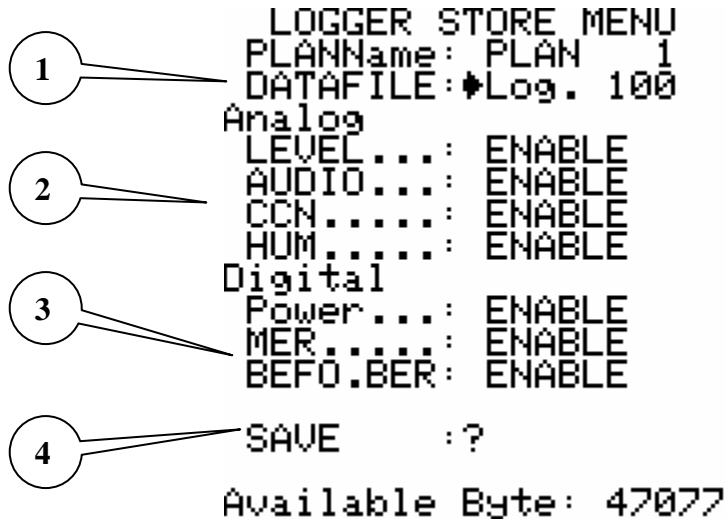 LOGGER STORE MENU
PLANName: PLAN 1
1
DATAFILE:♦Log. 100
Analog
LEVEL...: ENABLE
AUDIO...: ENABLE
2
CCN.....: ENABLE
HUM.....: ENABLE
Digital
3
Power...: ENABLE
MER.....: ENABLE
BEFO.BER: ENABLE
4
SAVE :?
Available Byte: 47077